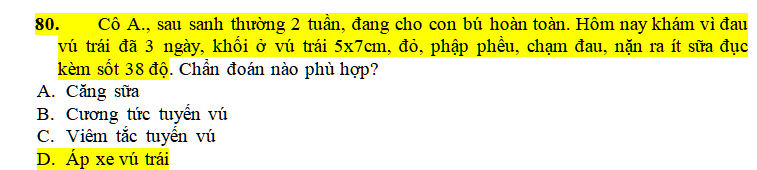 80. Cô A., sau sanh thường 2 tuần, đang cho con bú hoàn toàn. Hôm nay khám vì đau
vú trái đã 3 ngày, khối ở vú trái 5x7cm, đỏ, phập phều, chạm đau, nặn ra ít sữa đục
kèm sốt 38 độ. Chẩn đoán nào phù hợp?
A. Căng sữa
B. Cương tức tuyến vú
C. Viêm tắc tuyến vú
D. Áp xe vú trái